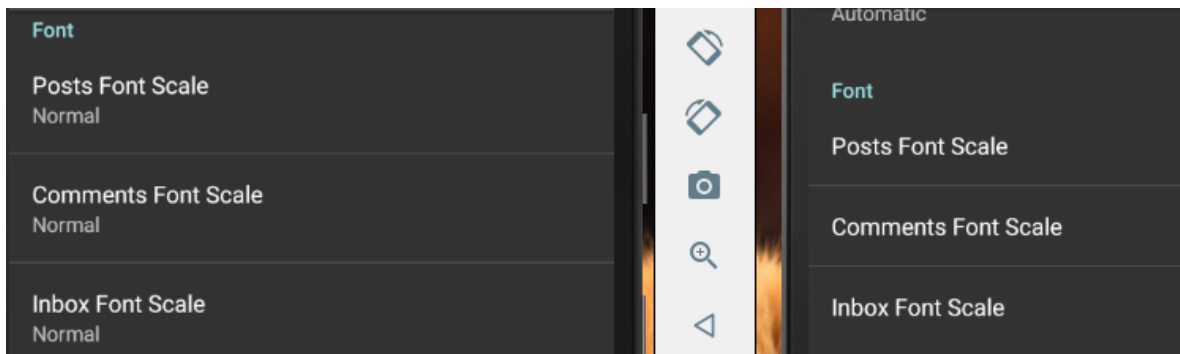 Font
Posts Font Scale
Normal
Comments Font Scale
Normal
Inbox Font Scale
Normal
Automatic
Font
Posts Font Scale
Comments Font Scale
Inbox Font Scale